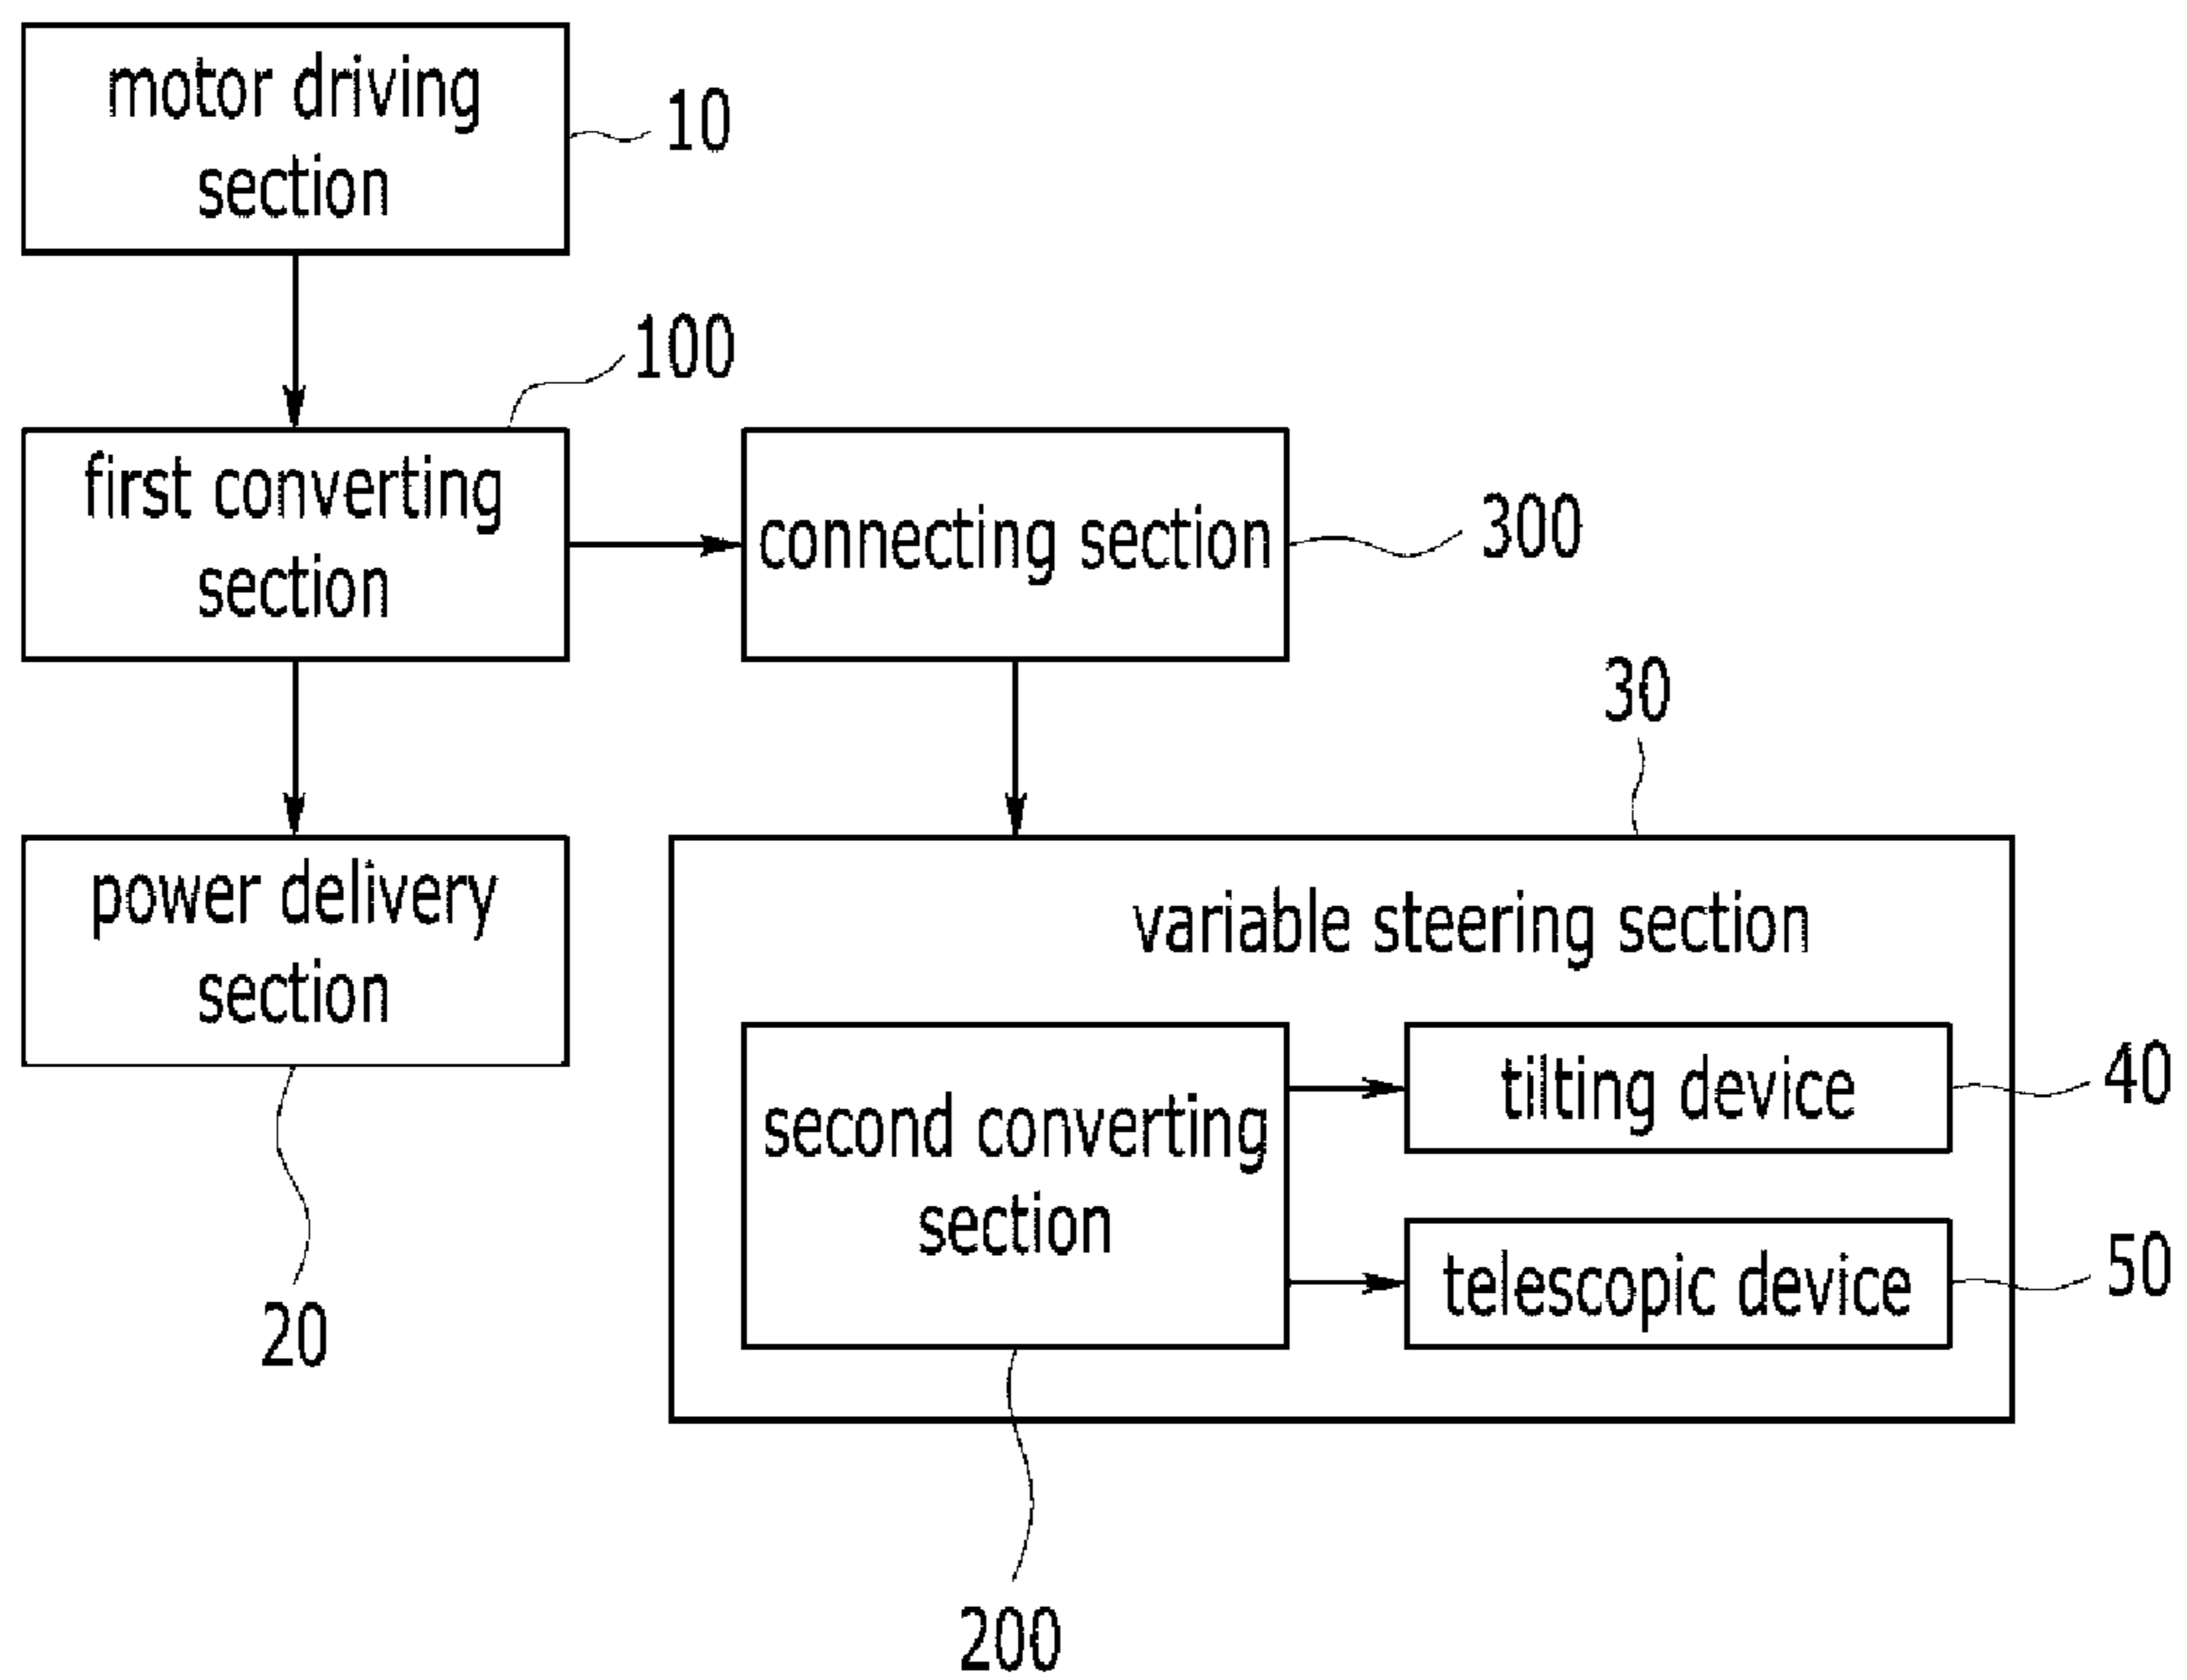 motor driving
section
10
100
first converting
section
connecting section
300
30
power delivery
section
20
variable steering section
second converting
section
tilting device
40
telescopic device
50
200